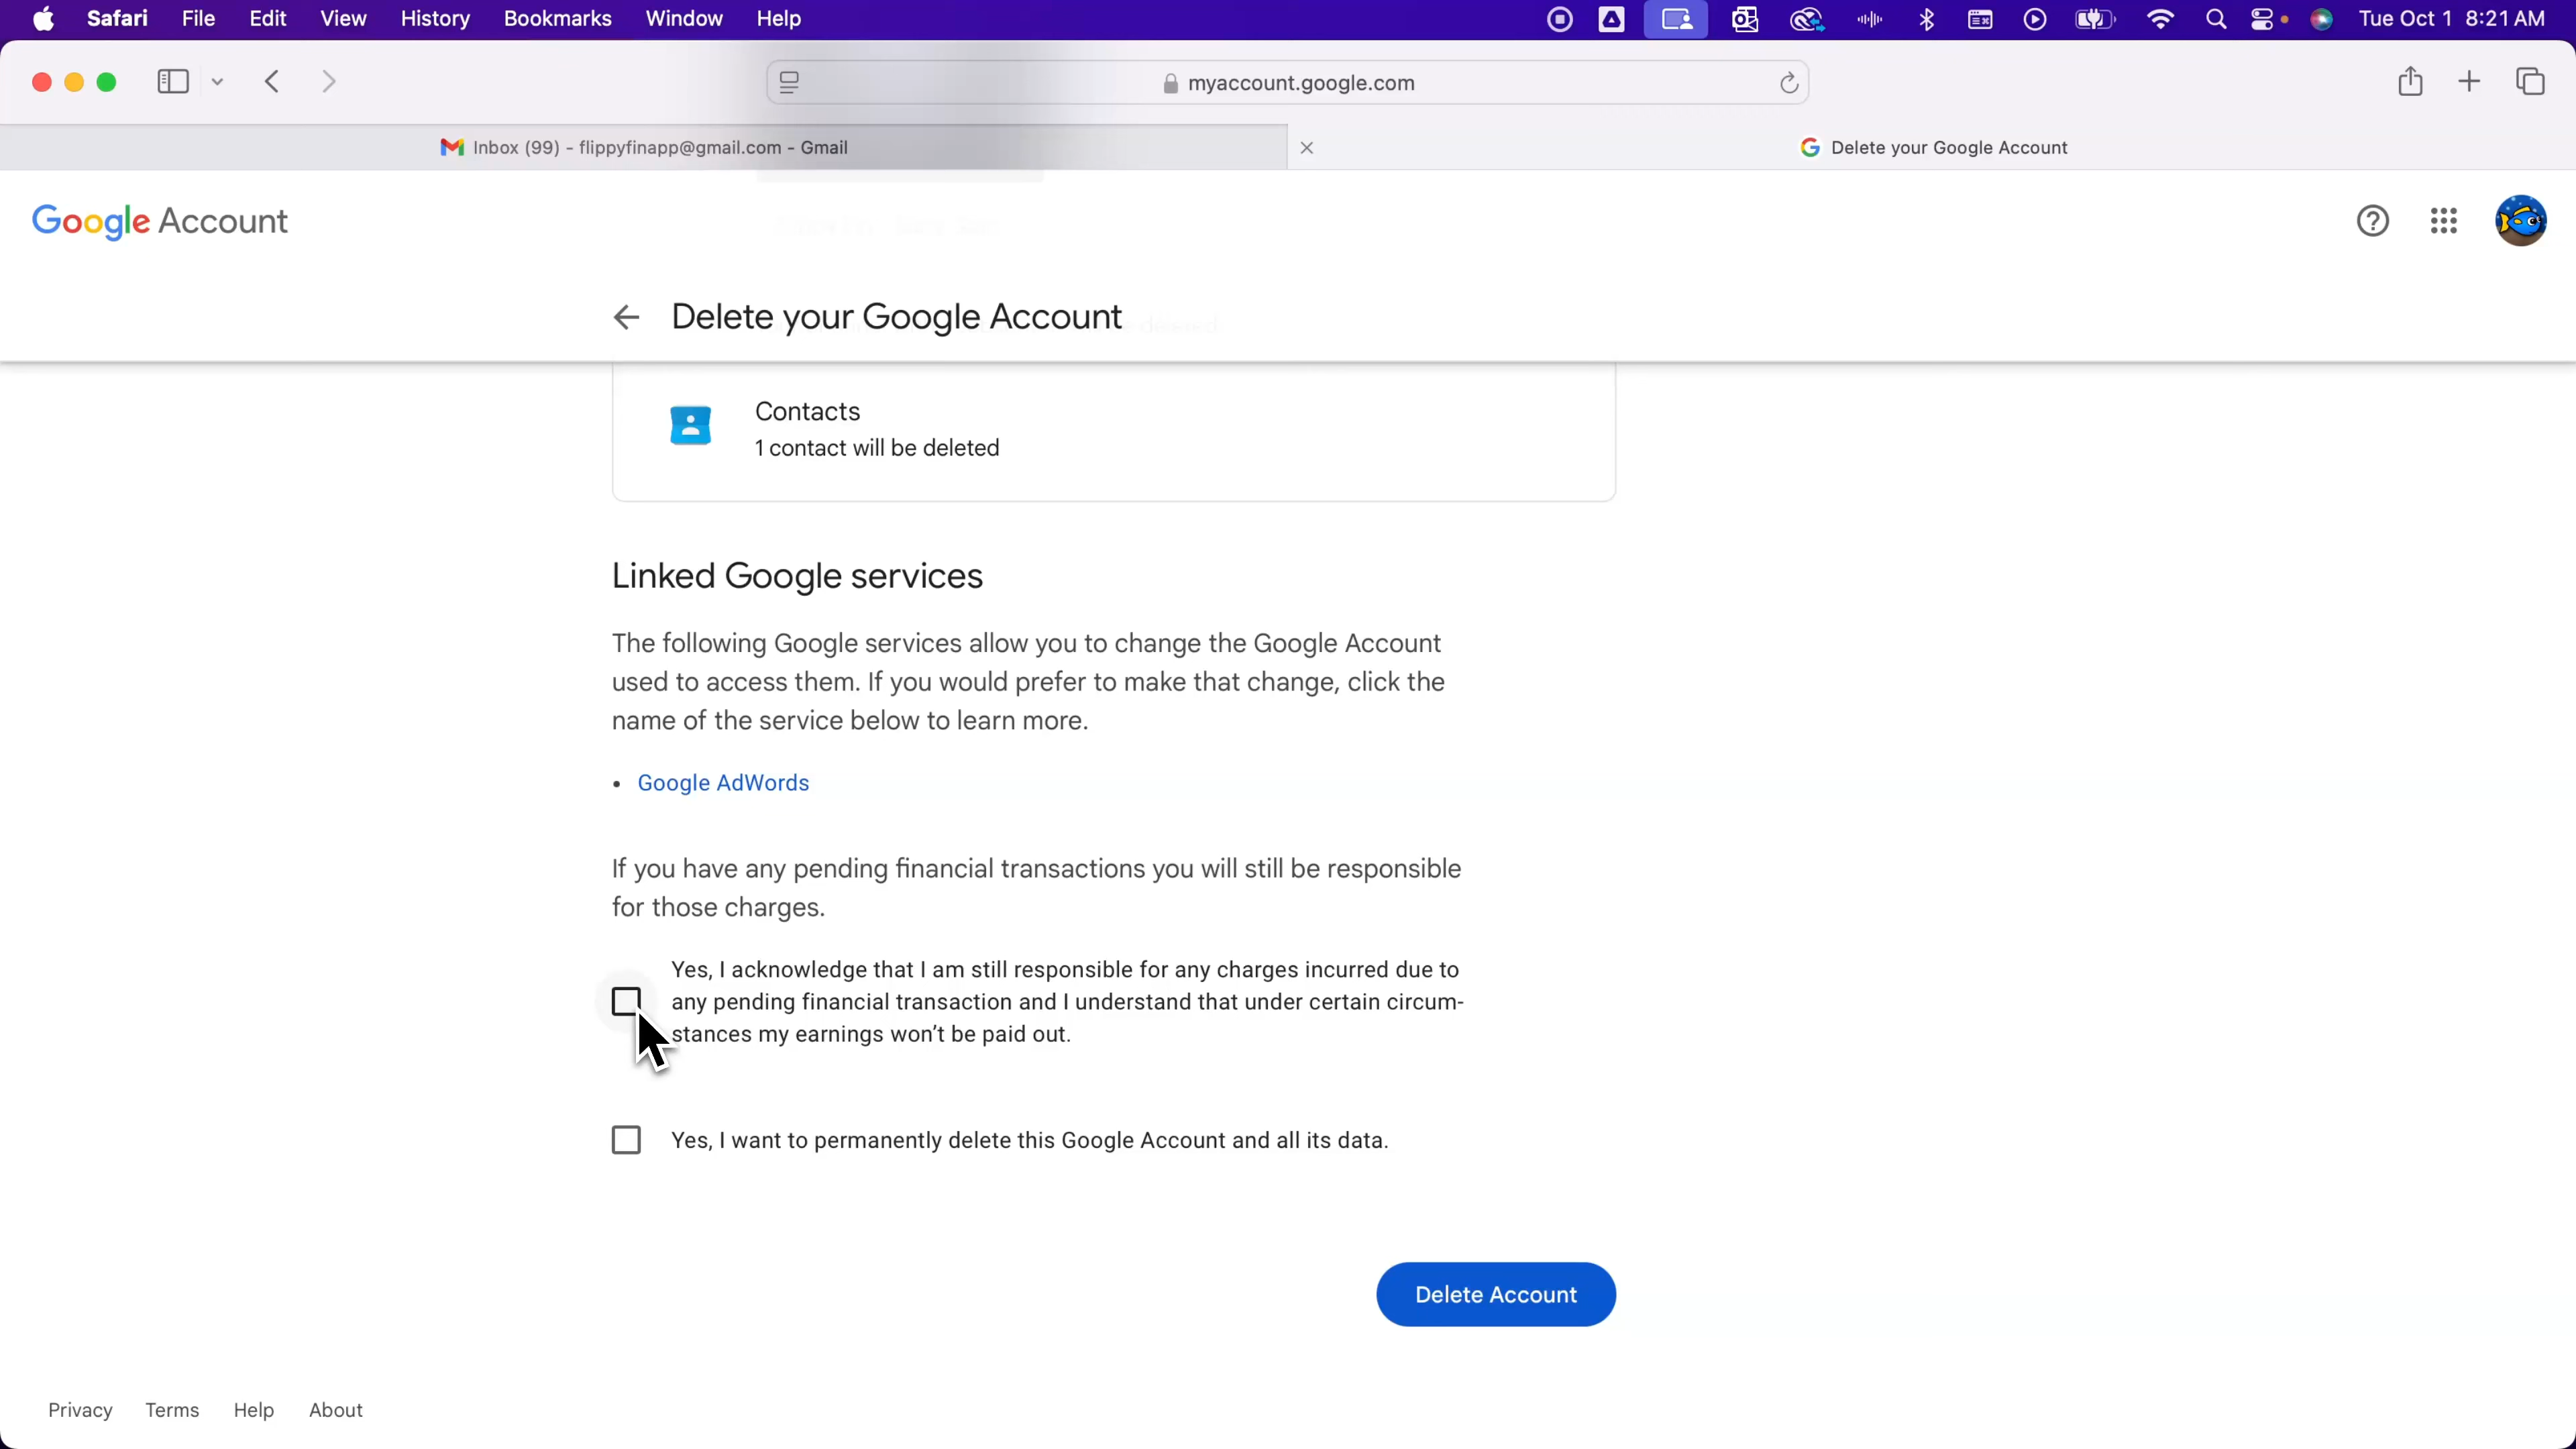 Safari File Edit View History Bookmarks Window Help Tue Oct 1 8:21 AM
myaccount.google.com
Inbox (99) - flippyfinapp@gmail.com - Gmail
Delete your Google Account
Google Account
Delete your Google Account
Contacts
1 contact will be deleted
Linked Google services
The following Google services allow you to change the Google Account
used to access them. If you would prefer to make that change, click the
name of the service below to learn more.
• Google AdWords
If you have any pending financial transactions you will still be responsible
for those charges.
Yes, I acknowledge that I am still responsible for any charges incurred due to
any pending financial transaction and I understand that under certain circum-
stances my earnings won't be paid out.
Yes, I want to permanently delete this Google Account and all its data.
Delete Account
Privacy Terms Help About